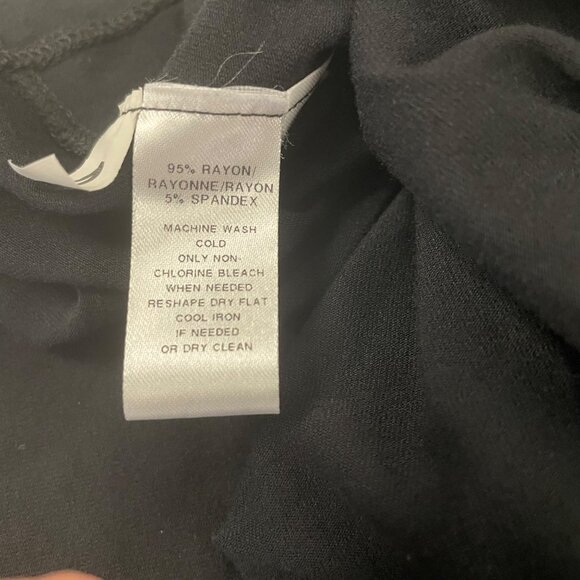 95% RAYON/
RAYONNE/RAYON
5% SPANDEX
MACHINE WASH
COLD
ONLY NON-
CHLORINE BLEACH
WHEN NEEDED
RESHAPE DRY FLAT
COOL IRON
IF NEEDED
OR DRY CLEAN